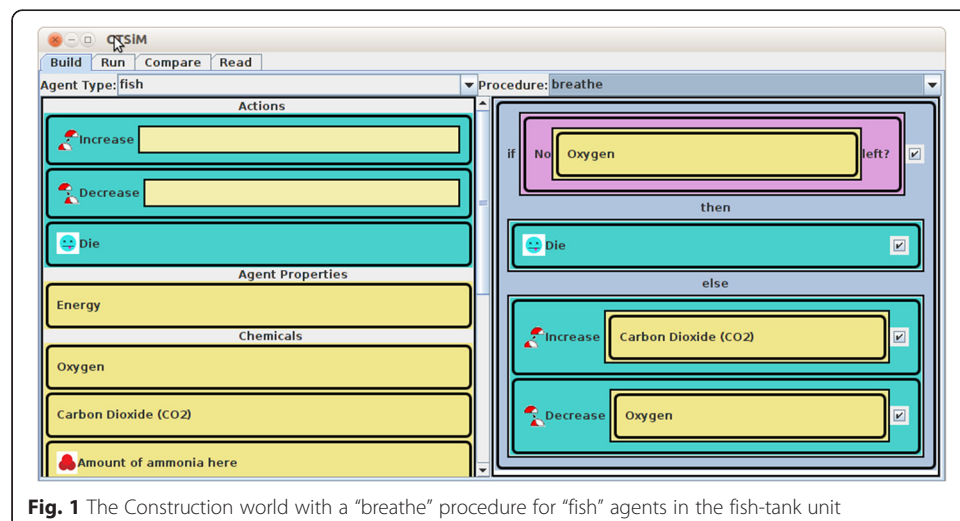 CTSiM
Build Run Compare Read
Agent Type: fish Procedure: breathe
Actions
Increase
Decrease
Die
Agent Properties
Energy
Chemicals
Oxygen
Carbon Dioxide (CO2)
Amount of ammonia here
if No Oxygen left?
then
Die
else
Increase Carbon Dioxide (CO2)
Decrease Oxygen
Fig. 1 The Construction world with a “breathe” procedure for “fish” agents in the fish-tank unit